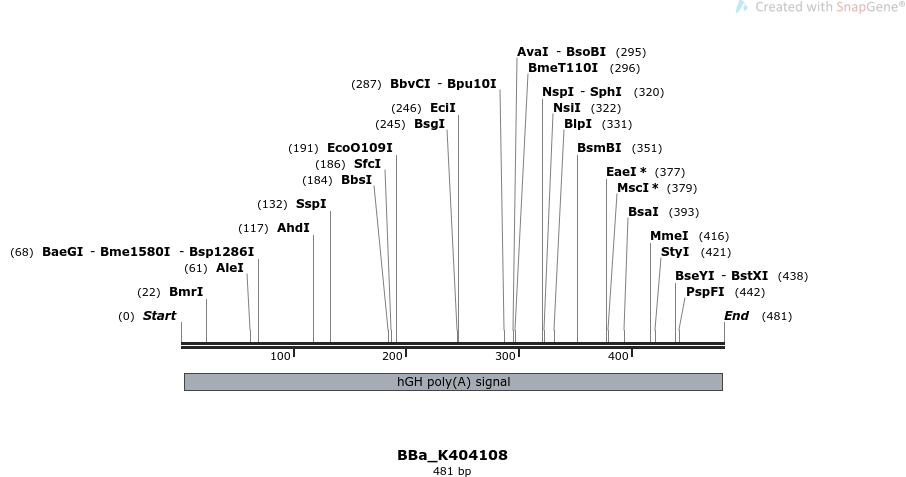 Created with SnapGene®
AvaI - BsoBI (295)
BmeT110I (296)
(287) BbvCI - Bpu10I
NspI - SphI (320)
(246) EciI
NsiI (322)
(245) BsgI
BlpI (331)
(191) EcoO109I
BsmBI (351)
(186) SfcI
EaeI * (377)
(184) BbsI
MscI * (379)
(132) SspI
BsaI (393)
(117) AhdI
MmeI (416)
(68) BaeGI - Bme1580I - Bsp1286I
StyI (421)
(61) AleI
BseYI - BstXI (438)
(22) BmrI
PspFI (442)
(0) Start
End (481)
100 200 300 400
hGH poly(A) signal
BBa_K404108
481 bp